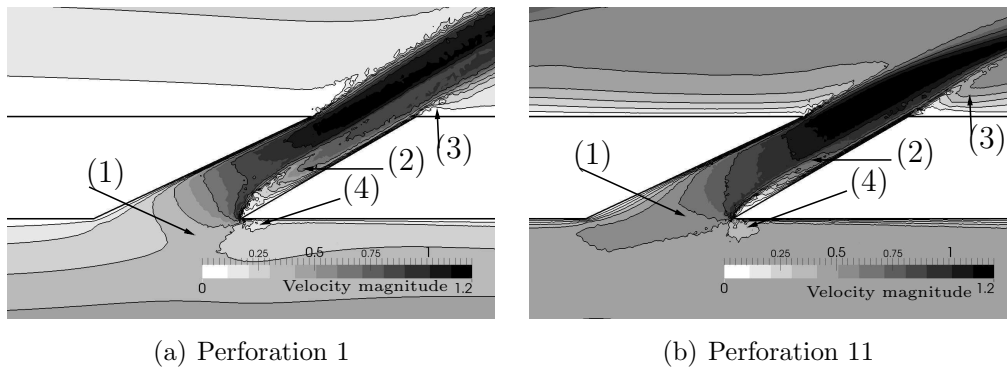 (1)
(2)
(3)
(4)
0.25 0.5 0.75 1
0 Velocity magnitude 1.2
(1)
(2)
(3)
(4)
0.25 0.5 0.75 1
0 Velocity magnitude 1.2
(a) Perforation 1
(b) Perforation 11